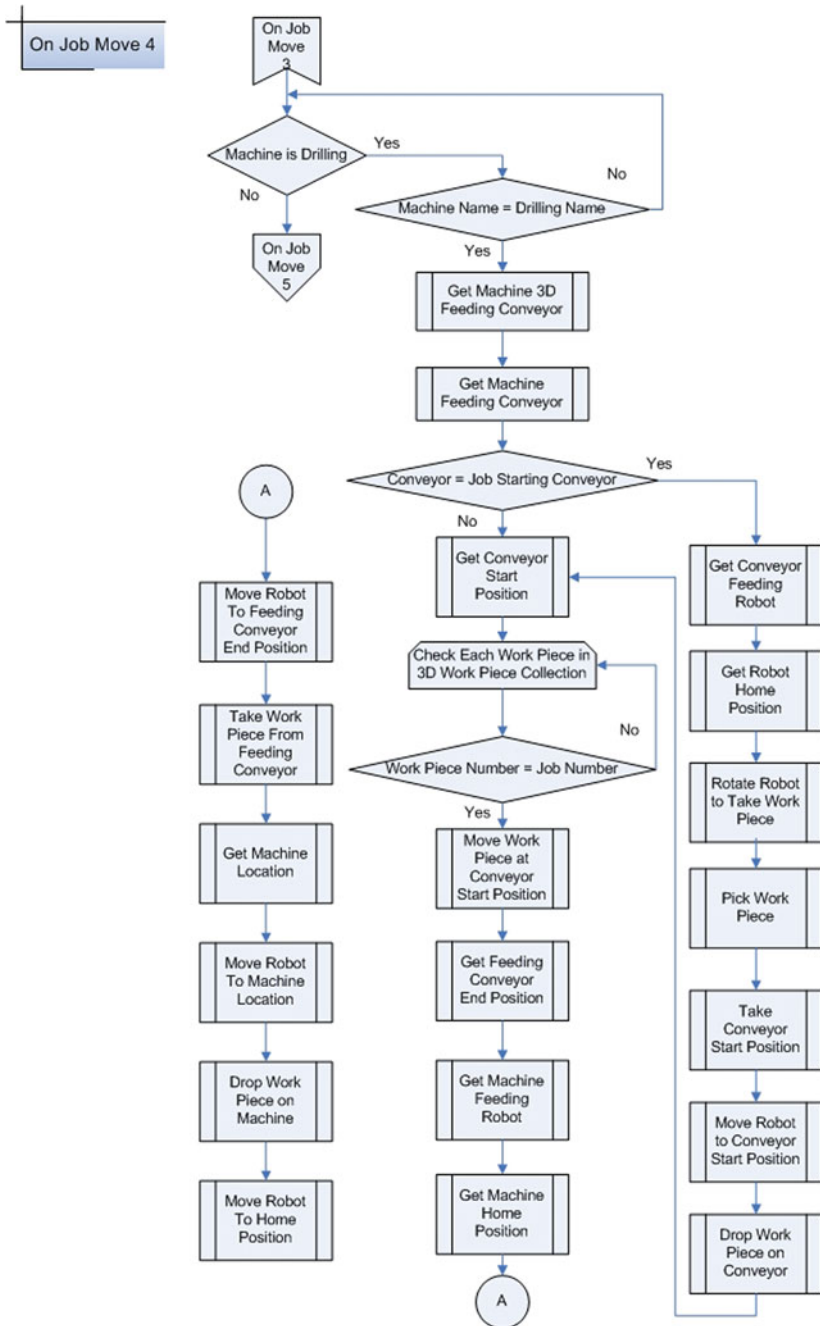 On Job Move 4
On Job
Move
3
Machine is Drilling
Yes
No
On Job
Move
5
Machine Name = Drilling Name
No
Yes
Get Machine 3D
Feeding Conveyor
Get Machine
Feeding Conveyor
Conveyor = Job Starting Conveyor
Yes
No
Get Conveyor
Start
Position
Check Each Work Piece in
3D Work Piece Collection
No
Work Piece Number = Job Number
Yes
Move Work
Piece at
Conveyor
Start Position
Get Feeding
Conveyor
End Position
Get Machine
Feeding
Robot
Get Machine
Home
Position
A
Get Conveyor
Feeding
Robot
Get Robot
Home
Position
Rotate Robot
to Take Work
Piece
Pick Work
Piece
Take
Conveyor
Start Position
Move Robot
to Conveyor
Start Position
Drop Work
Piece on
Conveyor
A
Move Robot
To Feeding
Conveyor
End Position
Take Work
Piece From
Feeding
Conveyor
Get Machine
Location
Move Robot
To Machine
Location
Drop Work
Piece on
Machine
Move Robot
To Home
Position